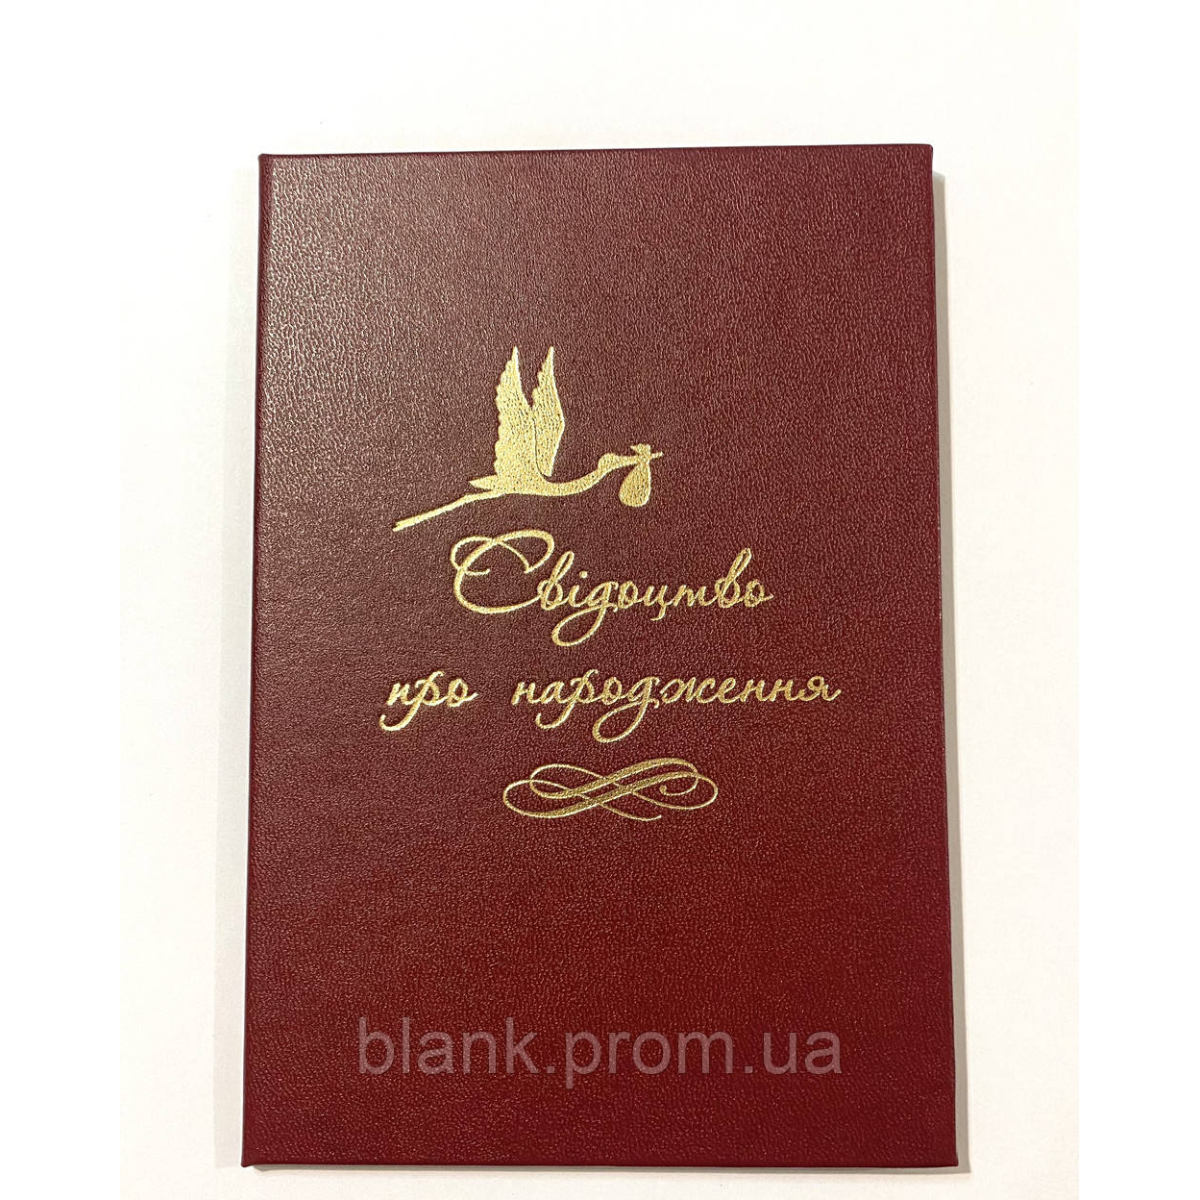 Свідоцтво
про народження
blank.prom.ua